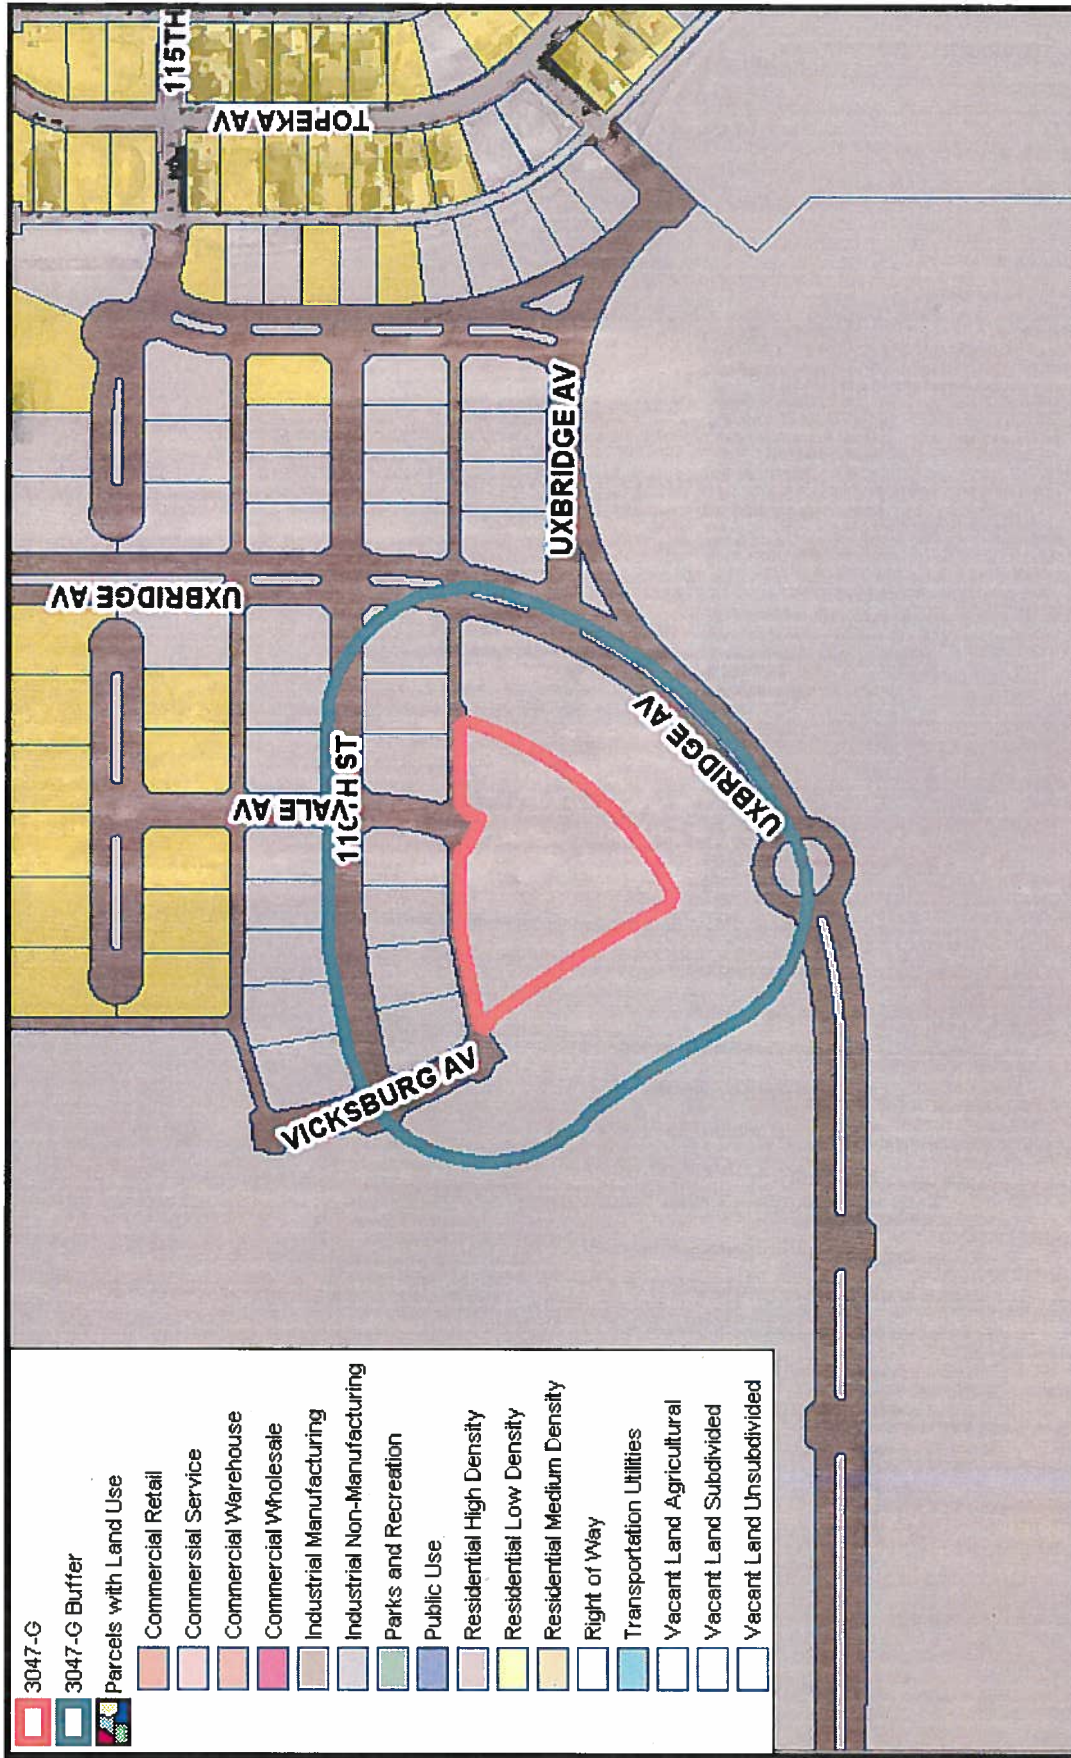 3047-G
3047-G Buffer
Parcels with Land Use
Commercial Retail
Commersial Service
Commercial Warehouse
Commercial Wholesale
Industrial Manufacturing
Industrial Non-Manufacturing
Parks and Recreation
Public Use
Residential High Density
Residential Low Density
Residential Medium Density
Right of Way
Transportation Utilities
Vacant Land Agricultural
Vacant Land Subdivided
Vacant Land Unsubdivided
VICKSBURG AV
VALE AV
ST
UXBRIDGE AV
UXBRIDGE AV
UXBRIDGE AV
TOPEKA AV
115TH